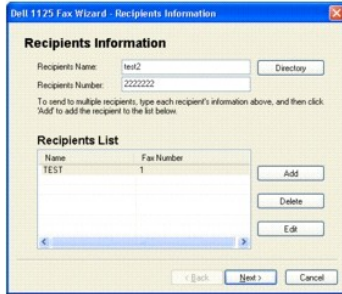 Dell 1125 Fax Wizard - Recipients Information
Recipients Information
Recipients Name: test2 Directory
Recipients Number: 2222222
To send to multiple recipients, type each recipient's information above, and then click
'Add' to add the recipient to the list below.
Recipients List
Name Fax Number
TEST 1
Add
Delete
Edit
< Back Next > Cancel